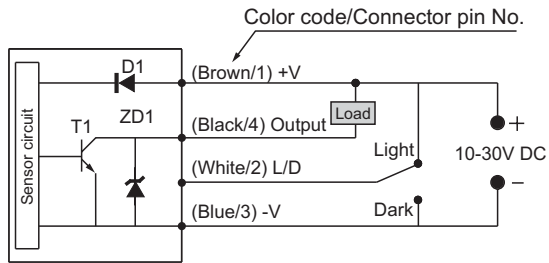 Color code/Connector pin No.
D1
(Brown/1) +V
ZD1
T1
(Black/4) Output
Load
+
Sensor circuit
(White/2) L/D
Light
10-30V DC
−
(Blue/3) -V
Dark